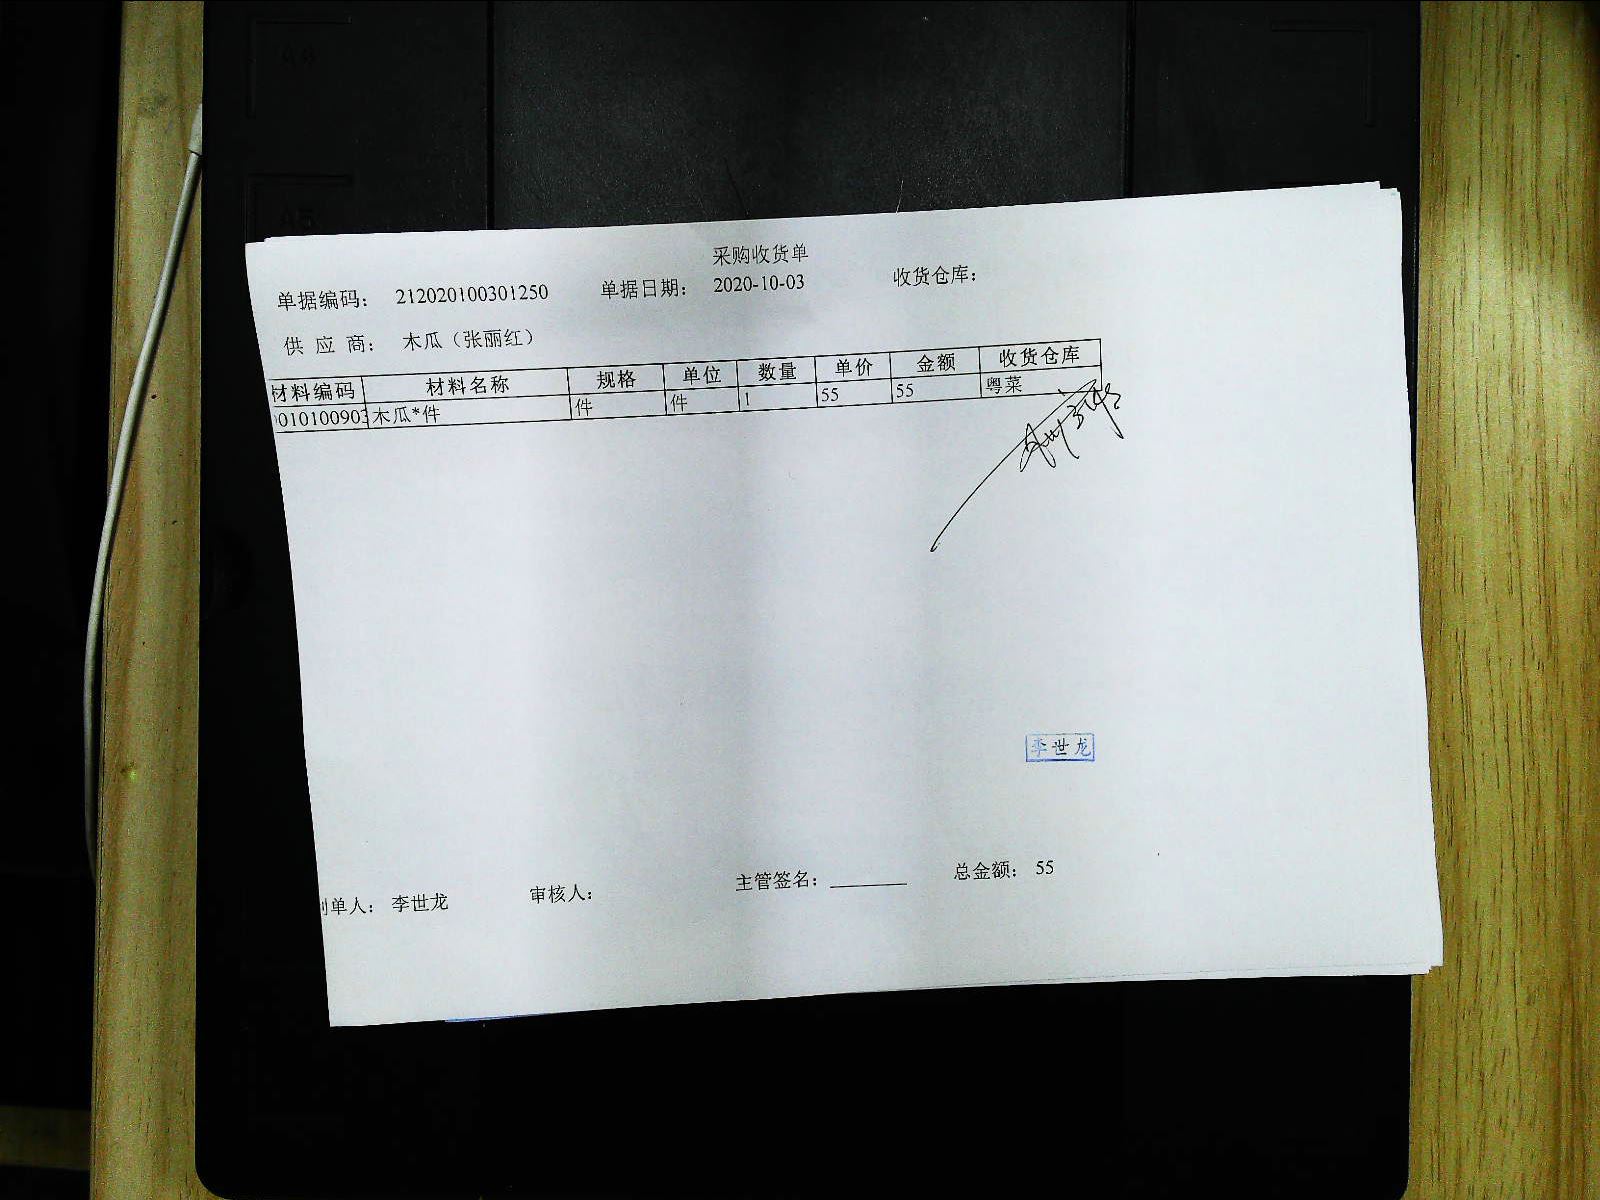 采购收货单
单据编码： 212020100301250 单据日期： 2020-10-03 收货仓库：
供 应 商： 木瓜（张丽红）
材料编码 材料名称 规格 单位 数量 单价 金额 收货仓库
010100903 木瓜*件 件 件 1 55 55 粤菜
李世龙
制单人： 李世龙 审核人： 主管签名：________ 总金额： 55